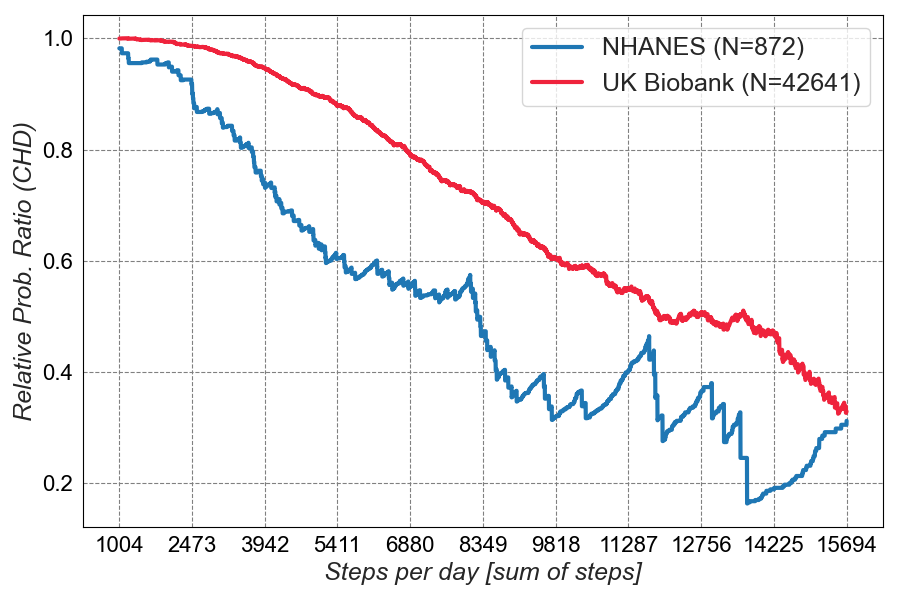 NHANES (N=872)
UK Biobank (N=42641)
Relative Prob. Ratio (CHD)
1.0
0.8
0.6
0.4
0.2
1004 2473 3942 5411 6880 8349 9818 11287 12756 14225 15694
Steps per day [sum of steps]